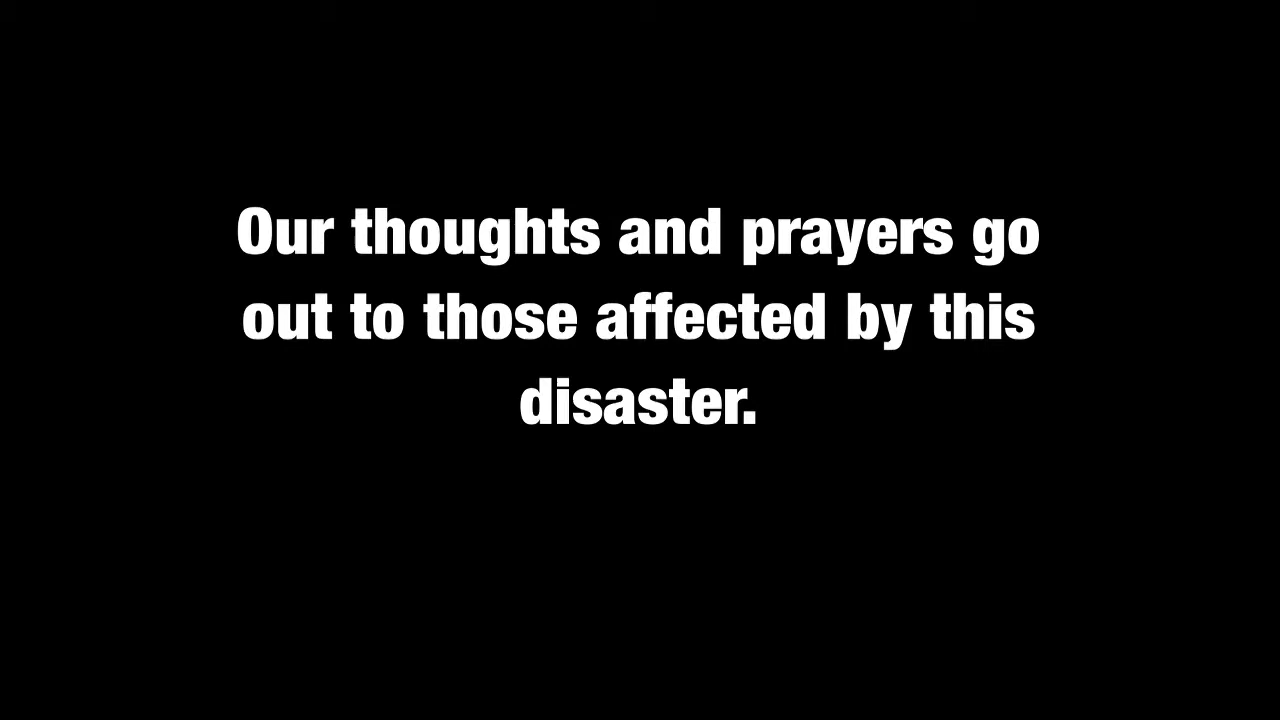 Our thoughts and prayers go
out to those affected by this
disaster.